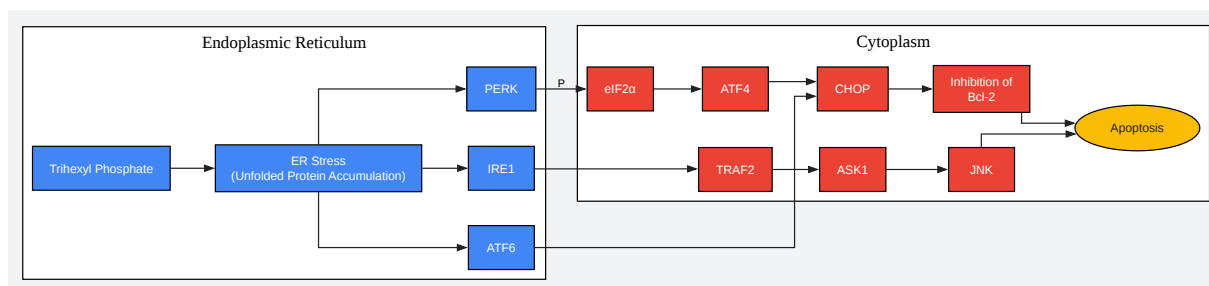 Endoplasmic Reticulum
Cytoplasm
PERK
P
eIF2α
ATF4
CHOP
Inhibition of
Bcl-2
Apoptosis
Trihexyl Phosphate
ER Stress
(Unfolded Protein Accumulation)
IRE1
TRAF2
ASK1
JNK
ATF6